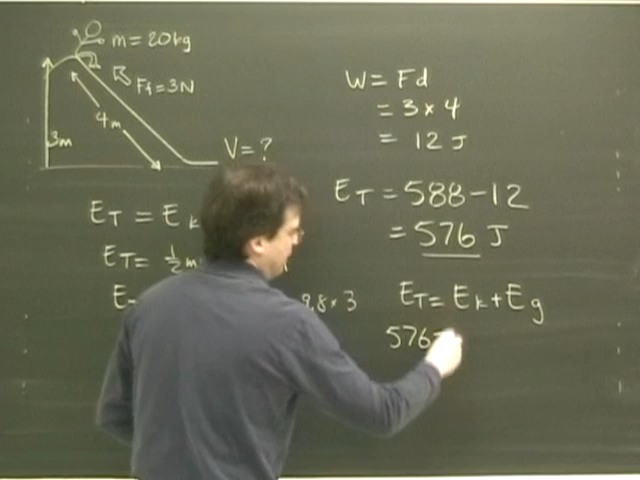 m = 20kg
Ff = 3N
4m
3m
V = ?
ET = Ek
ET = ½m
E
9.8 × 3
W = Fd
= 3 × 4
= 12 J
ET = 588 - 12
= 576 J
ET = Ek + Eg
576